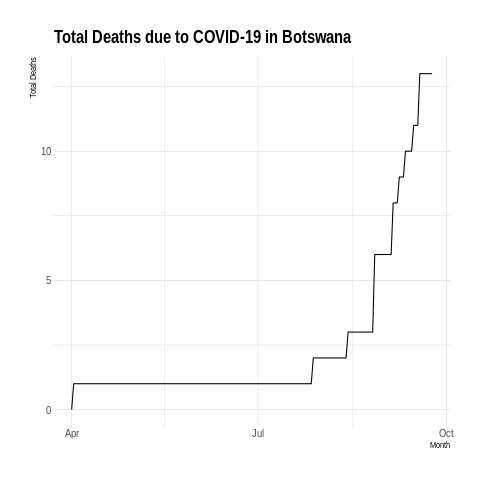 Total Deaths due to COVID-19 in Botswana
Total Deaths
10
5
0
Apr
Jul
Oct
Month